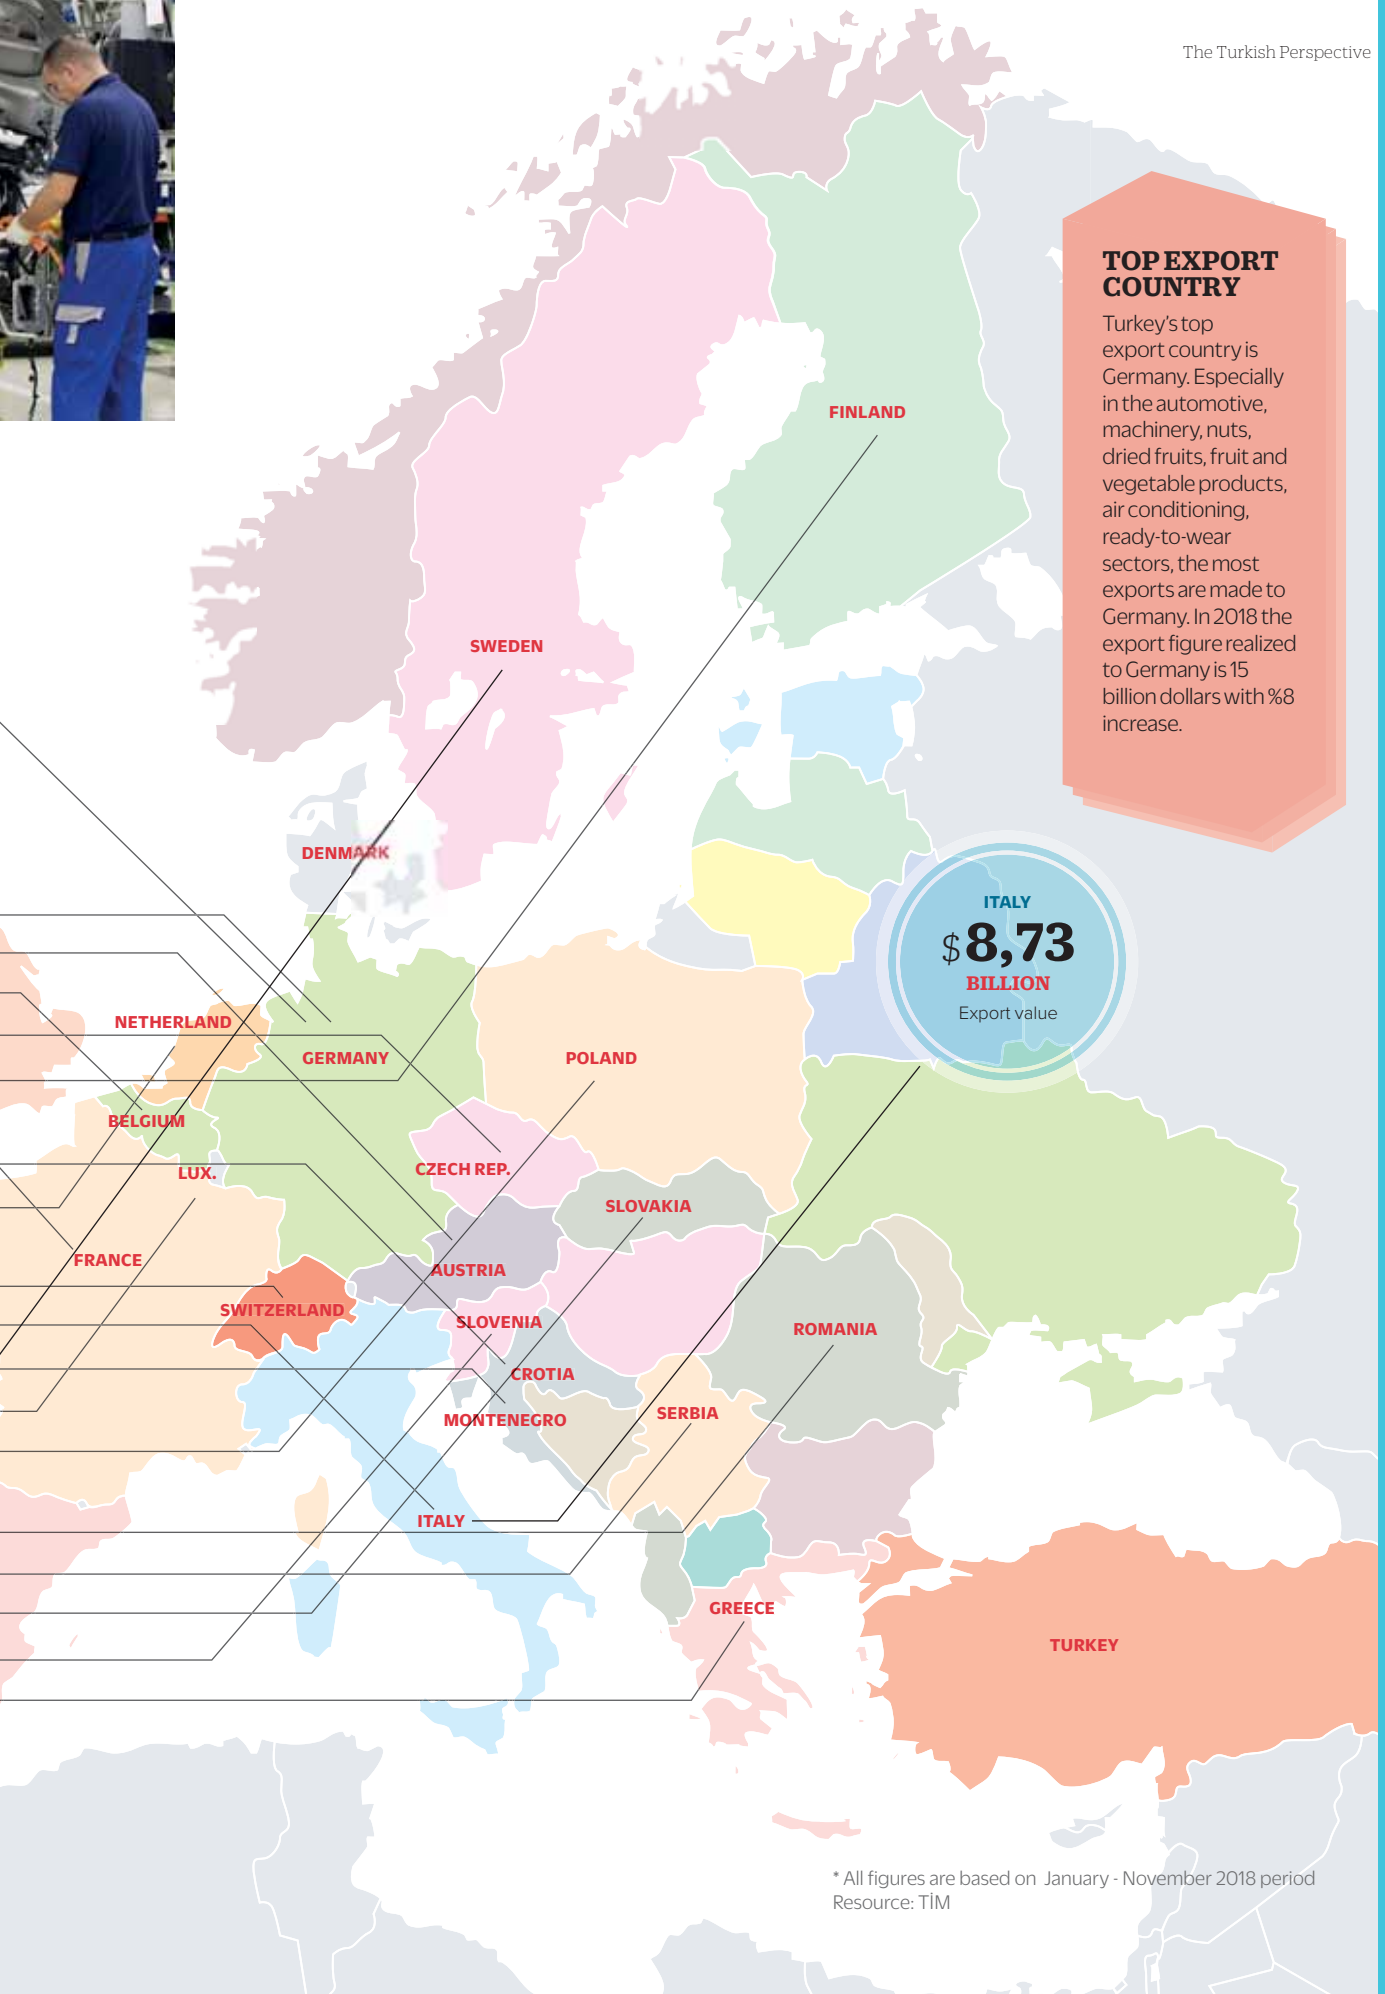 The Turkish Perspective
TOP EXPORT
COUNTRY
Turkey's top
export country is
Germany. Especially
in the automotive,
machinery, nuts,
dried fruits, fruit and
vegetable products,
air conditioning,
ready-to-wear
sectors, the most
exports are made to
Germany. In 2018 the
export figure realized
to Germany is 15
billion dollars with %8
increase.
FINLAND
SWEDEN
DENMARK
ITALY
$8,73
BILLION
Export value
NETHERLAND
GERMANY
POLAND
BELGIUM
LUX.
CZECH REP.
SLOVAKIA
FRANCE
AUSTRIA
SWITZERLAND
SLOVENIA
ROMANIA
CROTIA
MONTENEGRO
SERBIA
ITALY
GREECE
TURKEY
* All figures are based on January - November 2018 period
Resource: TİM